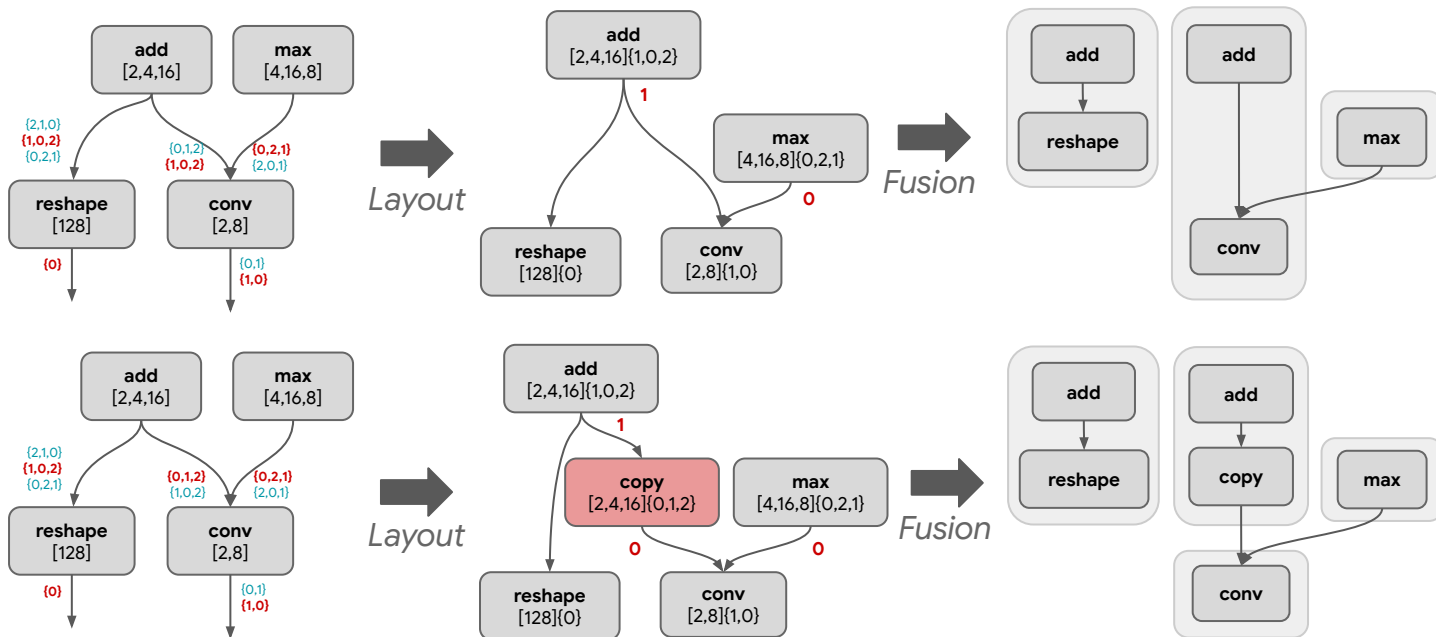 add
[2,4,16]
max
[4,16,8]
{2,1,0}
{1,0,2}
{0,2,1}
{0,1,2}
{1,0,2}
{0,2,1}
{2,0,1}
reshape
[128]
conv
[2,8]
{0}
{0,1}
{1,0}
Layout
add
[2,4,16]{1,0,2}
1
max
[4,16,8]{0,2,1}
0
reshape
[128]{0}
conv
[2,8]{1,0}
Fusion
add
reshape
add
max
conv
add
[2,4,16]
max
[4,16,8]
{2,1,0}
{1,0,2}
{0,2,1}
{0,1,2}
{1,0,2}
{0,2,1}
{2,0,1}
reshape
[128]
conv
[2,8]
{0}
{0,1}
{1,0}
Layout
add
[2,4,16]{1,0,2}
1
copy
[2,4,16]{0,1,2}
max
[4,16,8]{0,2,1}
0
0
reshape
[128]{0}
conv
[2,8]{1,0}
Fusion
add
reshape
add
copy
max
conv